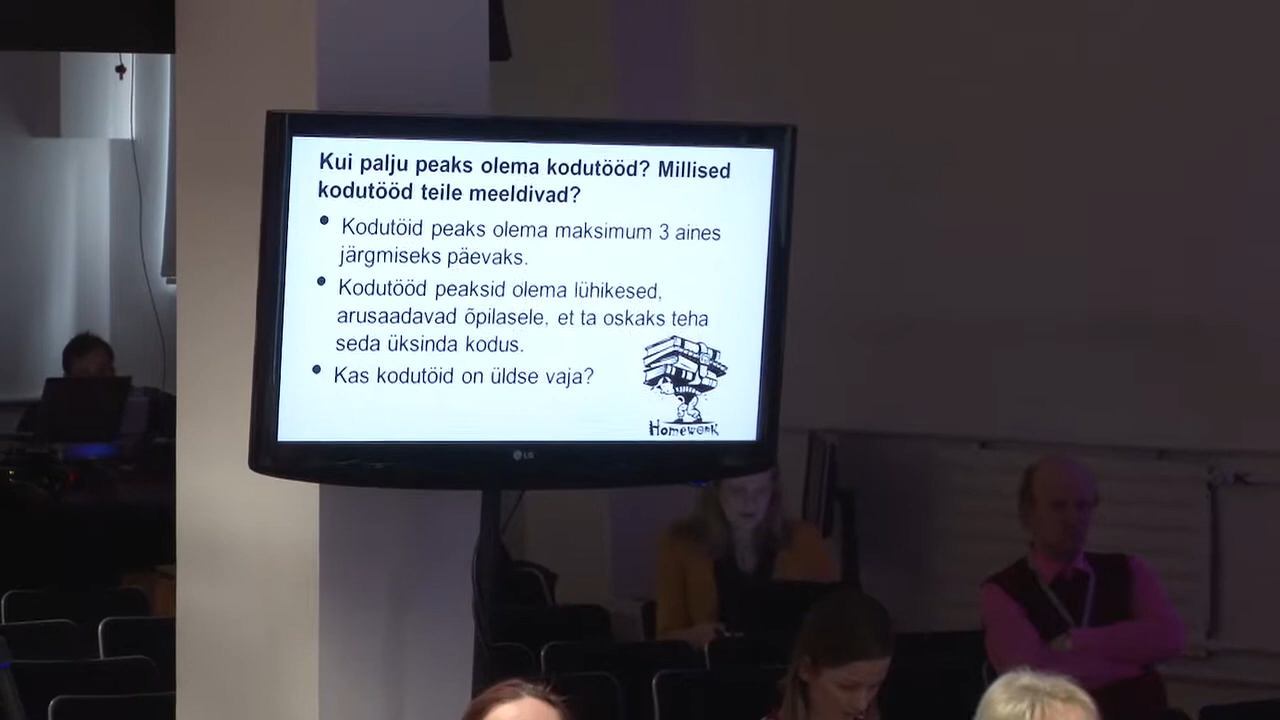 Kui palju peaks olema kodutööd? Millised
kodutööd teile meeldivad?
• Kodutöid peaks olema maksimum 3 aines
järgmiseks päevaks.
• Kodutööd peaksid olema lühikesed,
arusaadavad õpilasele, et ta oskaks teha
seda üksinda kodus.
• Kas kodutöid on üldse vaja?
Homework
LG